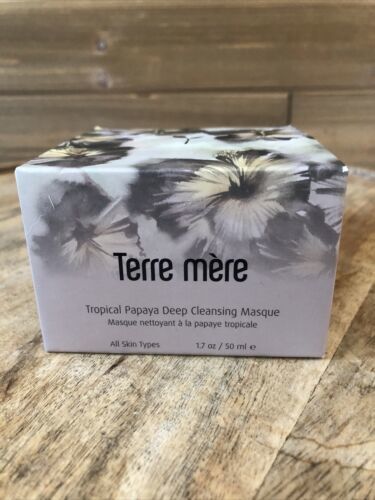 Terre mère
Tropical Papaya Deep Cleansing Masque
Masque nettoyant à la papaye tropicale
All Skin Types 1.7 oz / 50 ml e